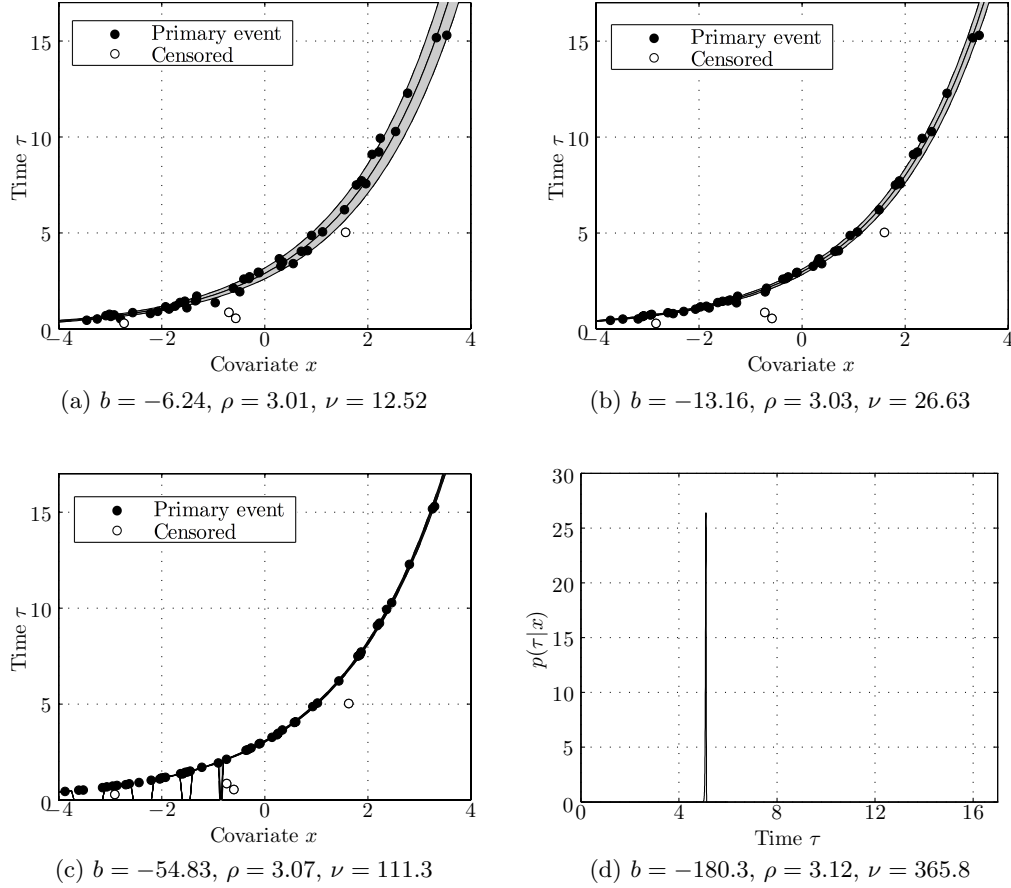 15
10
5
0
Time τ
Primary event
Censored
−4
−2
0
2
4
Covariate x
(a) b = −6.24, ρ = 3.01, ν = 12.52
15
10
5
0
Time τ
Primary event
Censored
−4
−2
0
2
4
Covariate x
(b) b = −13.16, ρ = 3.03, ν = 26.63
15
10
5
0
Time τ
Primary event
Censored
−4
−2
0
2
4
Covariate x
(c) b = −54.83, ρ = 3.07, ν = 111.3
30
25
20
15
10
5
0
p(τ|x)
0
4
8
12
16
Time τ
(d) b = −180.3, ρ = 3.12, ν = 365.8